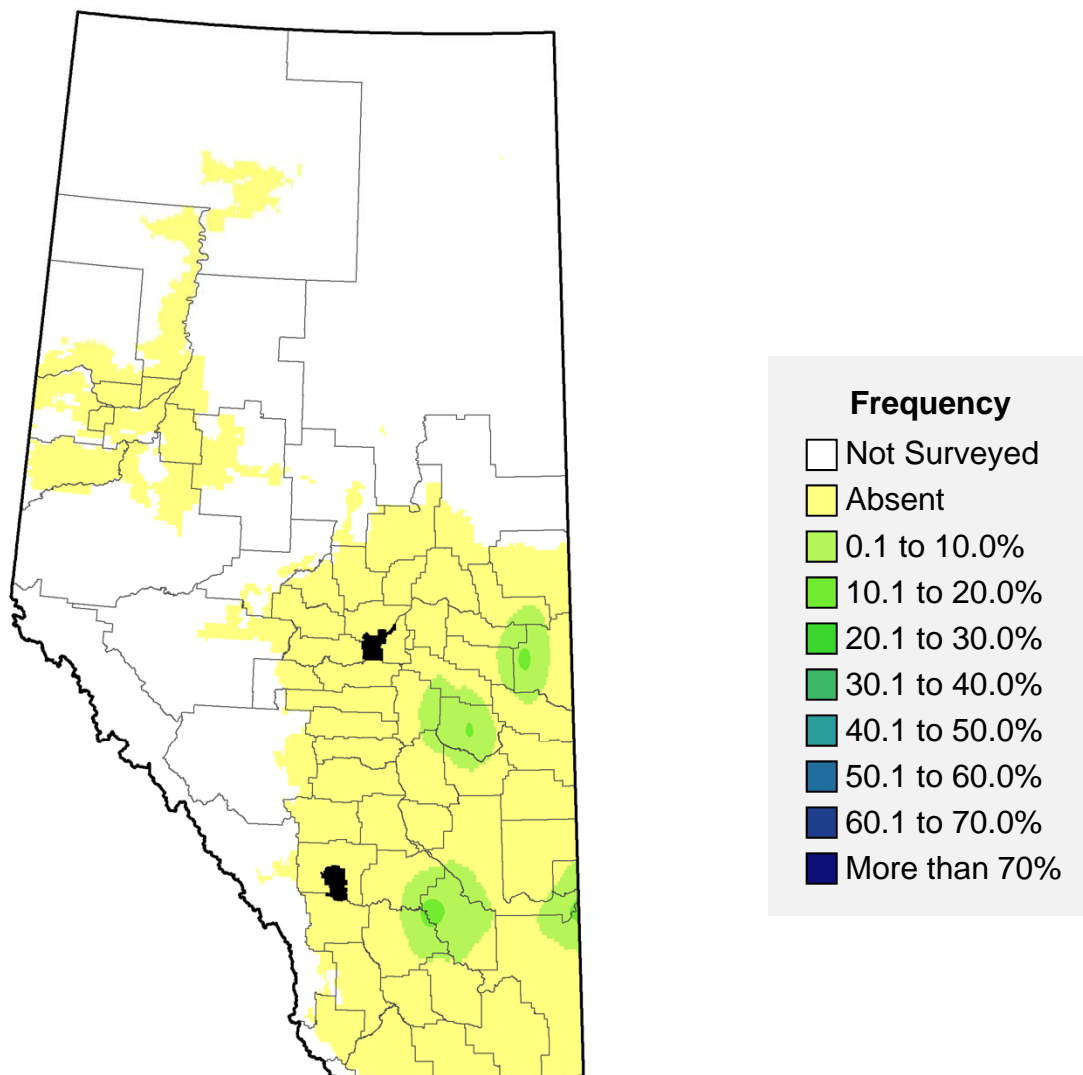 Frequency
Not Surveyed
Absent
0.1 to 10.0%
10.1 to 20.0%
20.1 to 30.0%
30.1 to 40.0%
40.1 to 50.0%
50.1 to 60.0%
60.1 to 70.0%
More than 70%